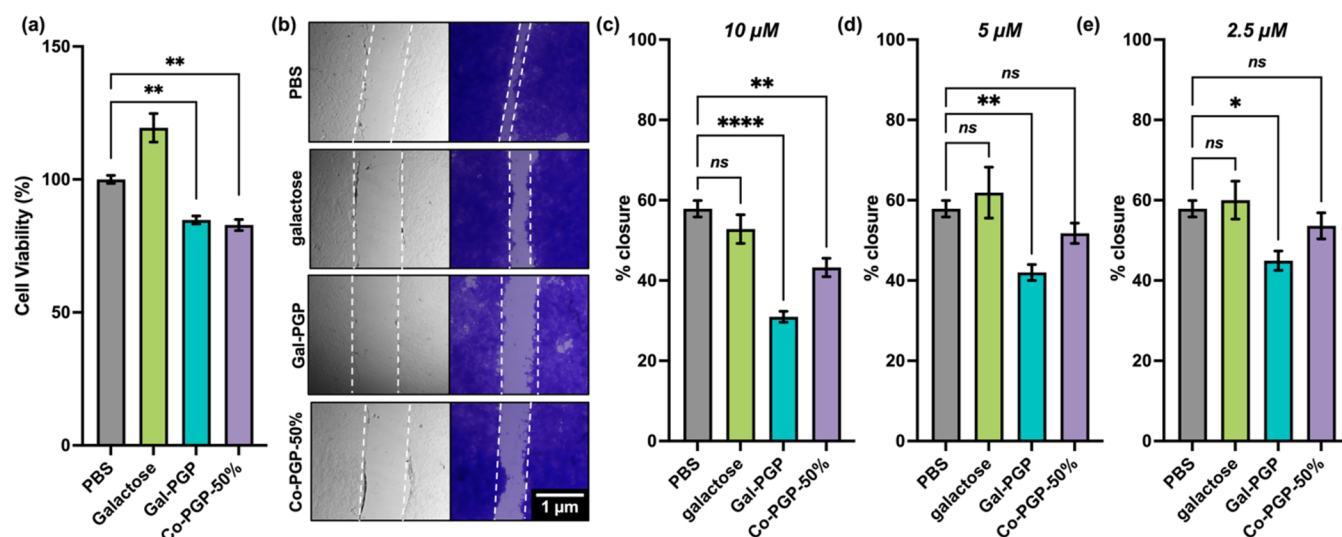 (a)
Cell Viability (%)
150
100
50
0
**
**
PBS
Galactose
Gal-PGP
Co-PGP-50%
(b)
PBS
galactose
Gal-PGP
Co-PGP-50%
1 µm
(c)
10 µM
% closure
100
80
60
40
20
0
**
****
ns
PBS
galactose
Gal-PGP
Co-PGP-50%
(d)
5 µM
% closure
100
80
60
40
20
0
ns
**
ns
PBS
galactose
Gal-PGP
Co-PGP-50%
(e)
2.5 µM
% closure
100
80
60
40
20
0
ns
*
ns
PBS
galactose
Gal-PGP
Co-PGP-50%